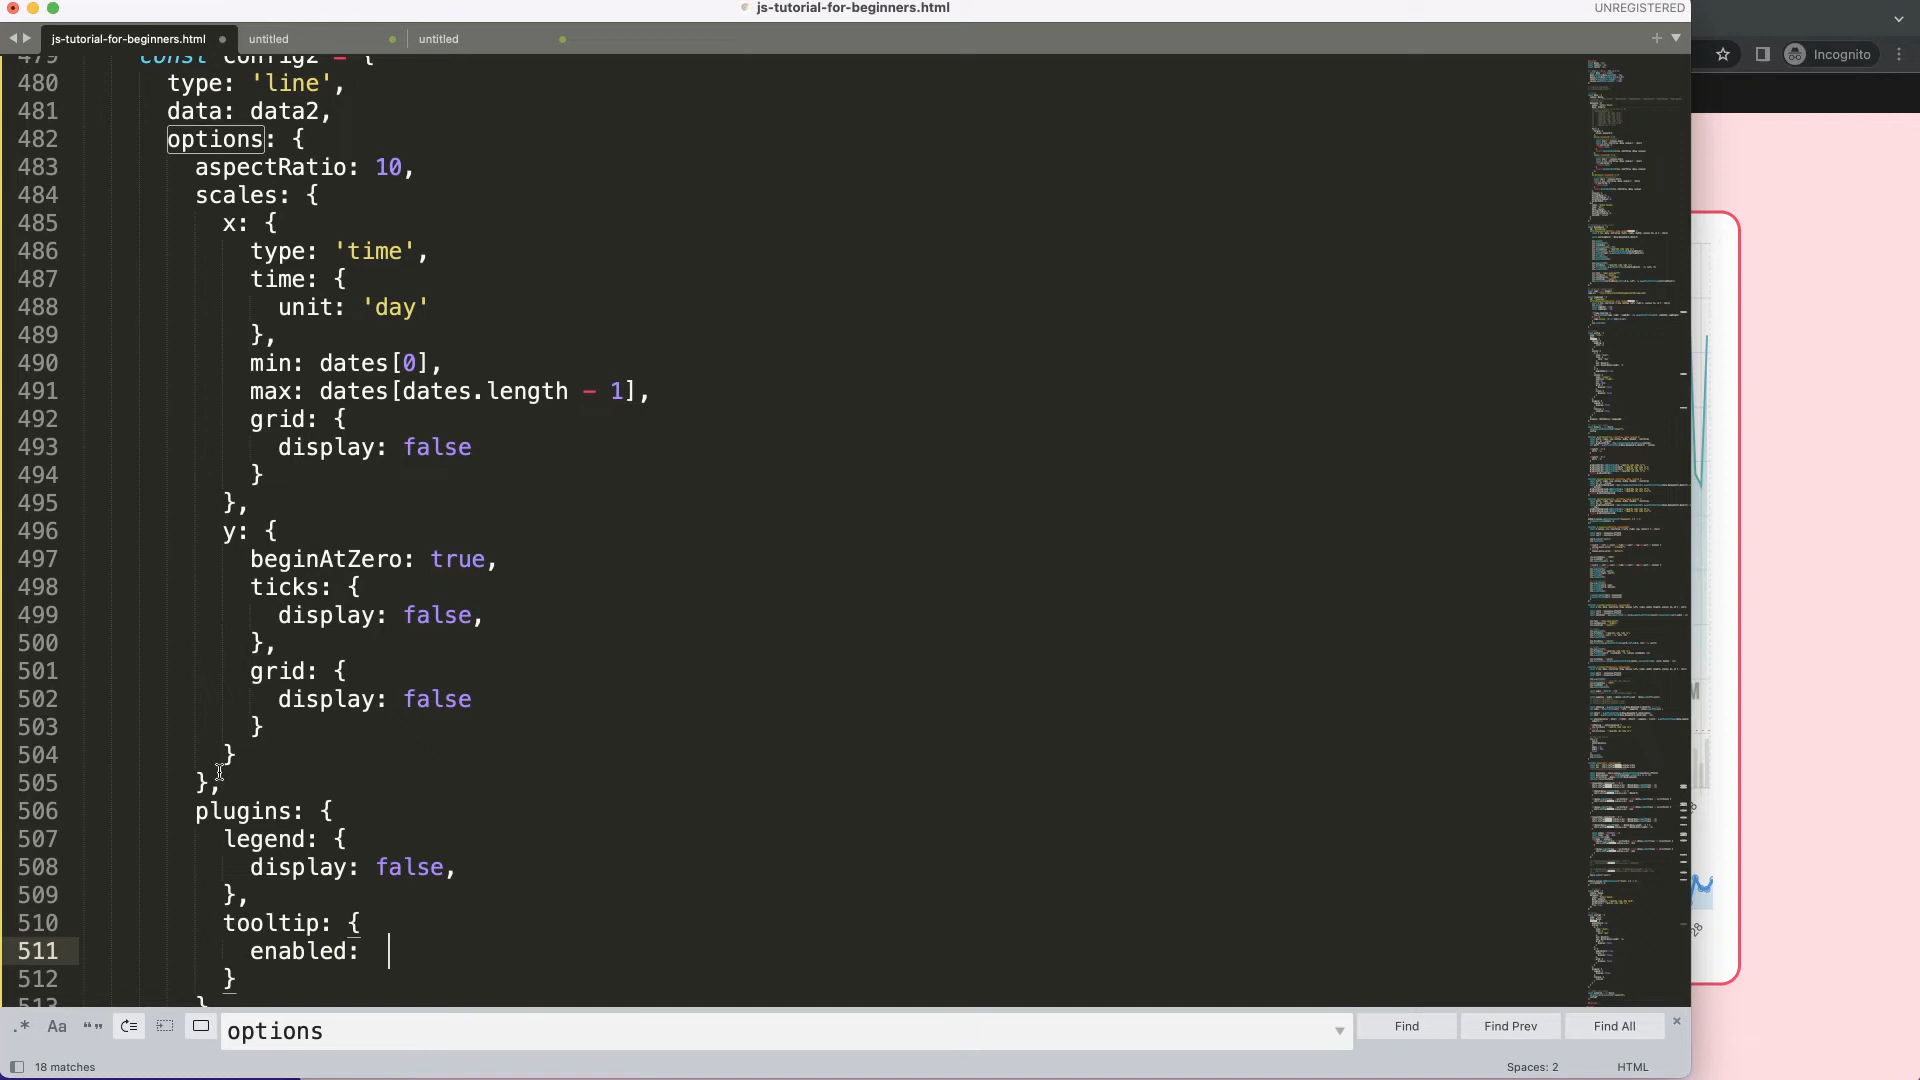 js-tutorial-for-beginners.html
UNREGISTERED
js-tutorial-for-beginners.html
untitled
untitled
Incognito
479 const config2 = {
480 type: 'line',
481 data: data2,
482 options: {
483 aspectRatio: 10,
484 scales: {
485 x: {
486 type: 'time',
487 time: {
488 unit: 'day'
489 },
490 min: dates[0],
491 max: dates[dates.length - 1],
492 grid: {
493 display: false
494 }
495 },
496 y: {
497 beginAtZero: true,
498 ticks: {
499 display: false,
500 },
501 grid: {
502 display: false
503 }
504 }
505 },
506 plugins: {
507 legend: {
508 display: false,
509 },
510 tooltip: {
511 enabled:
512 }
513 }
M
28
.* Aa “” options Find Find Prev Find All
18 matches
Spaces: 2
HTML